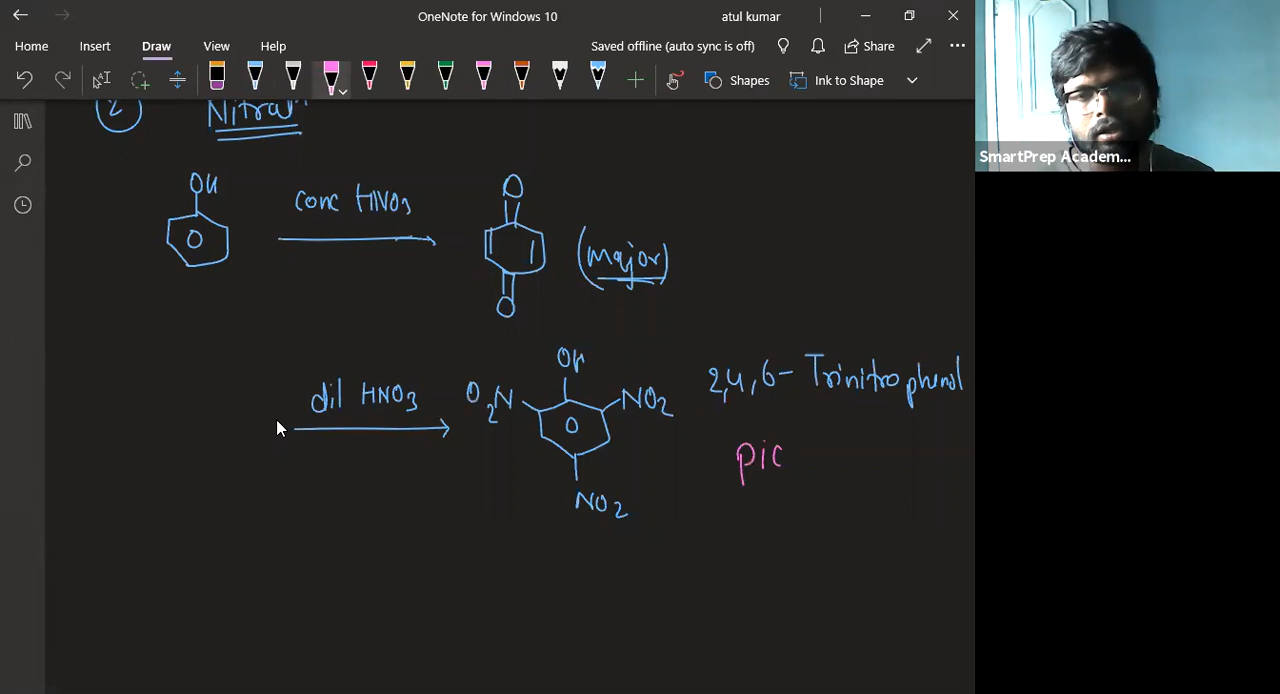 OneNote for Windows 10
atul kumar
Home Insert Draw View Help
Saved offline (auto sync is off)
Share
Shapes
Ink to Shape
SmartPrep Academ...
2 Nitratⁿ
OH
conc HNO3
O
O
(major)
O
OH
dil HNO3
O2N
NO2
2,4,6- Trinitrophenol
O
pic
NO2